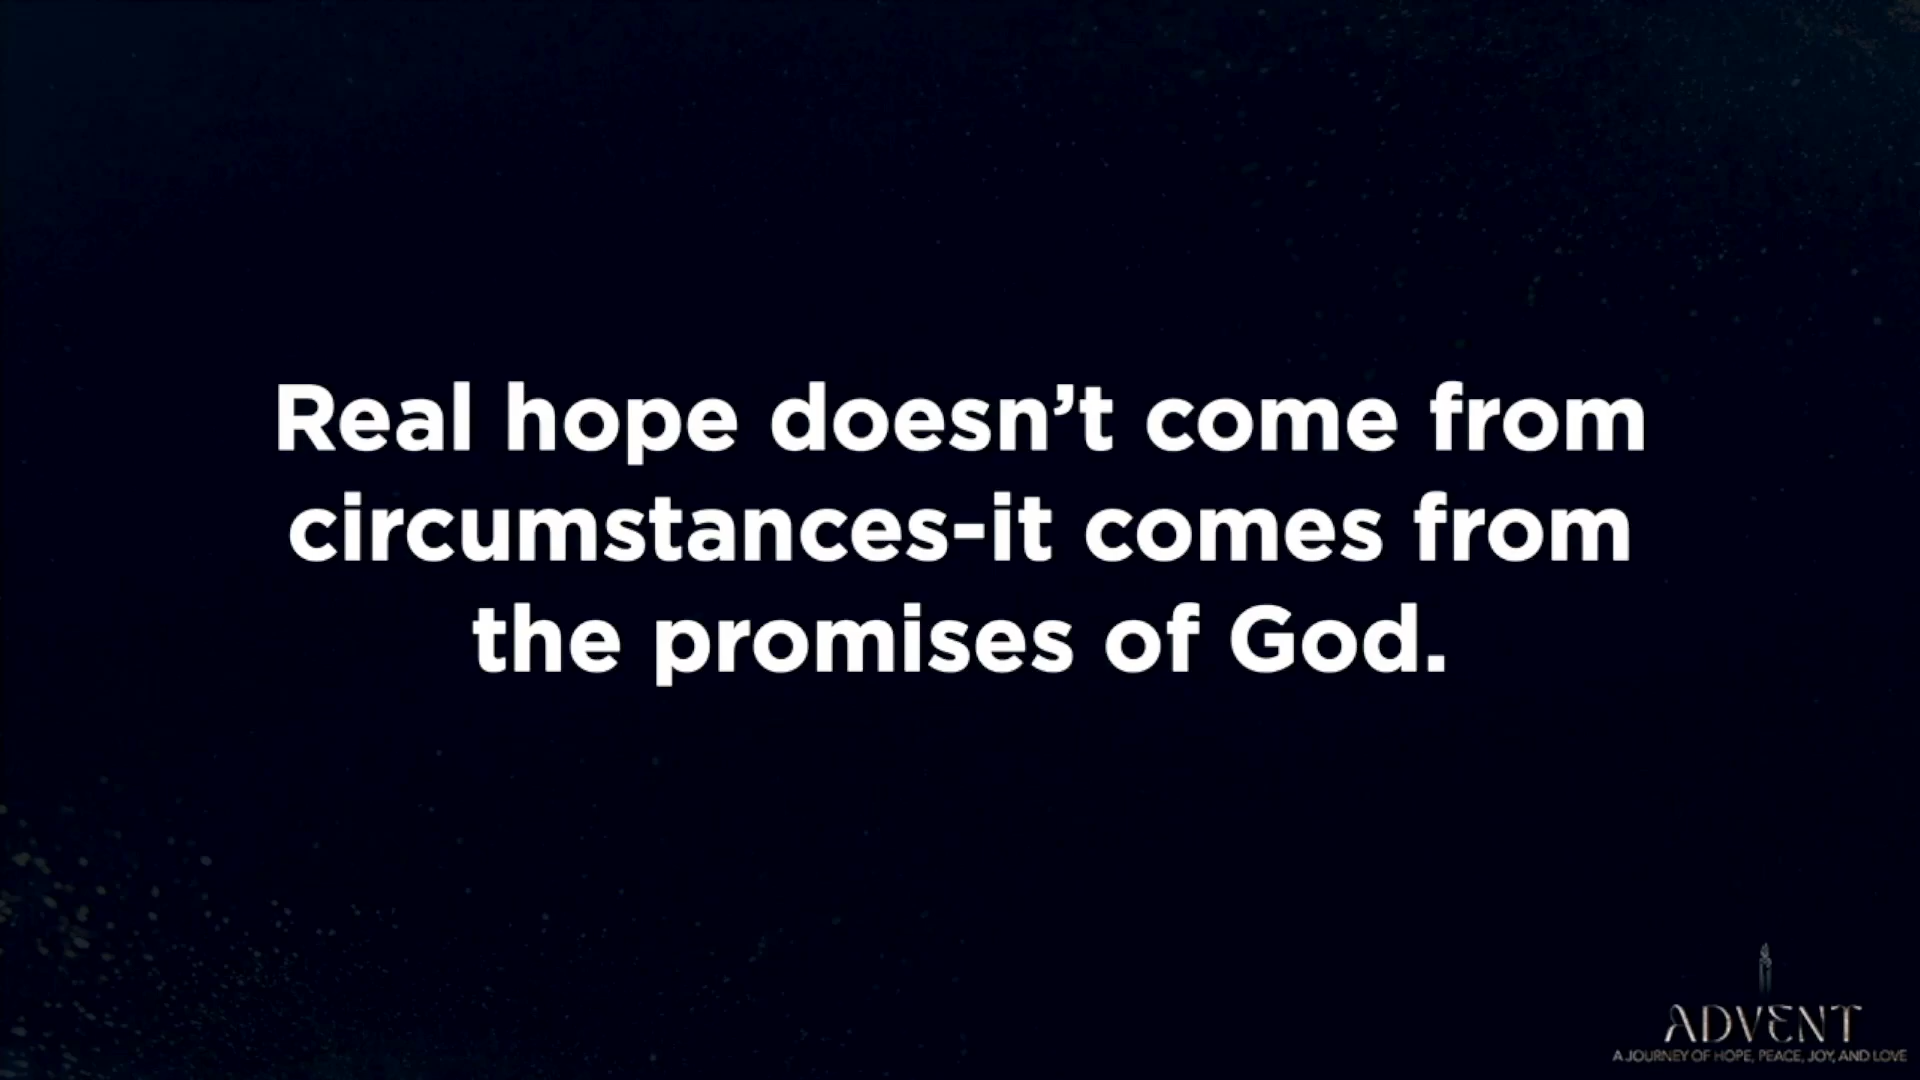 Real hope doesn’t come from
circumstances-it comes from
the promises of God.
ADVENT
A JOURNEY OF HOPE, PEACE, JOY, AND LOVE